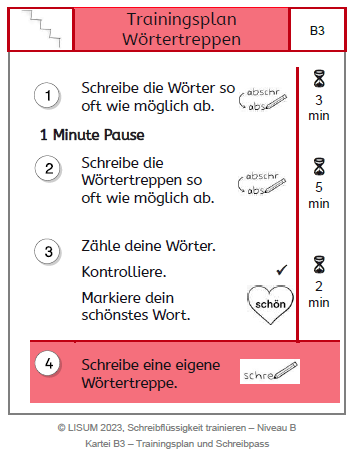 Trainingsplan
Wörtertreppen
B3
1
Schreibe die Wörter so
oft wie möglich ab.
abschr
abs
3
min
1 Minute Pause
2
Schreibe die
Wörtertreppen so
oft wie möglich ab.
abschr
abs
5
min
3
Zähle deine Wörter.
Kontrolliere.
Markiere dein
schönstes Wort.
schön
2
min
4
Schreibe eine eigene
Wörtertreppe.
schre
© LISUM 2023, Schreibflüssigkeit trainieren – Niveau B
Kartei B3 – Trainingsplan und Schreibpass